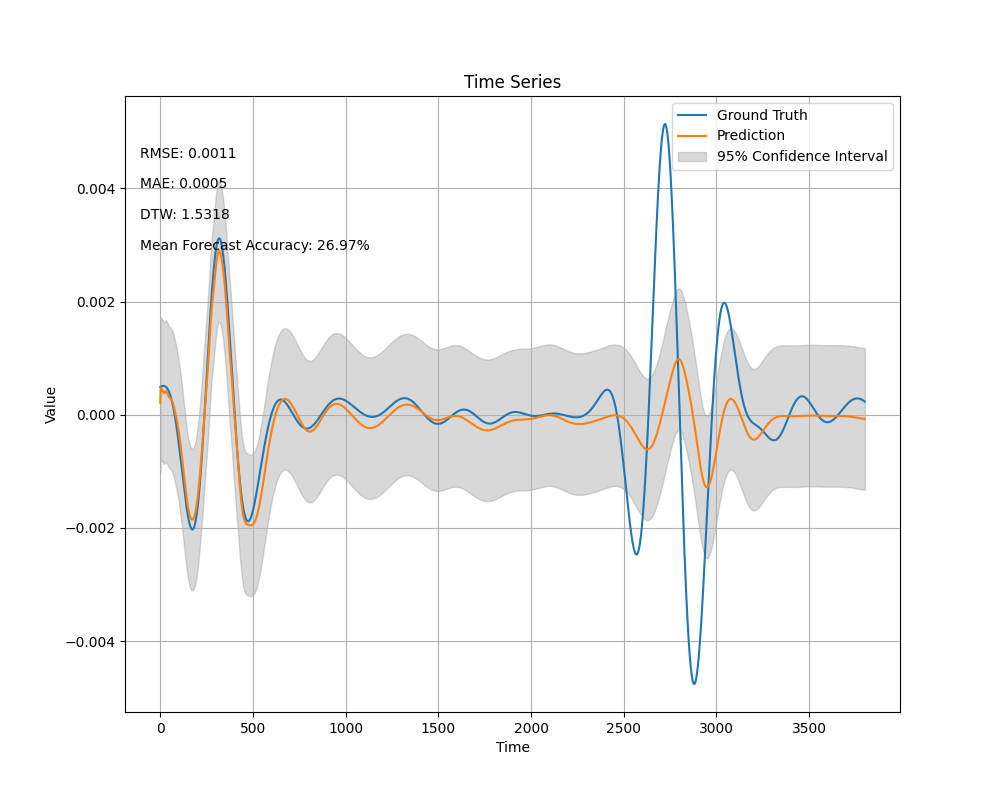 Time Series
Ground Truth
Prediction
95% Confidence Interval
RMSE: 0.0011
MAE: 0.0005
DTW: 1.5318
Mean Forecast Accuracy: 26.97%
Value
0.004
0.002
0.000
−0.002
−0.004
0 500 1000 1500 2000 2500 3000 3500
Time